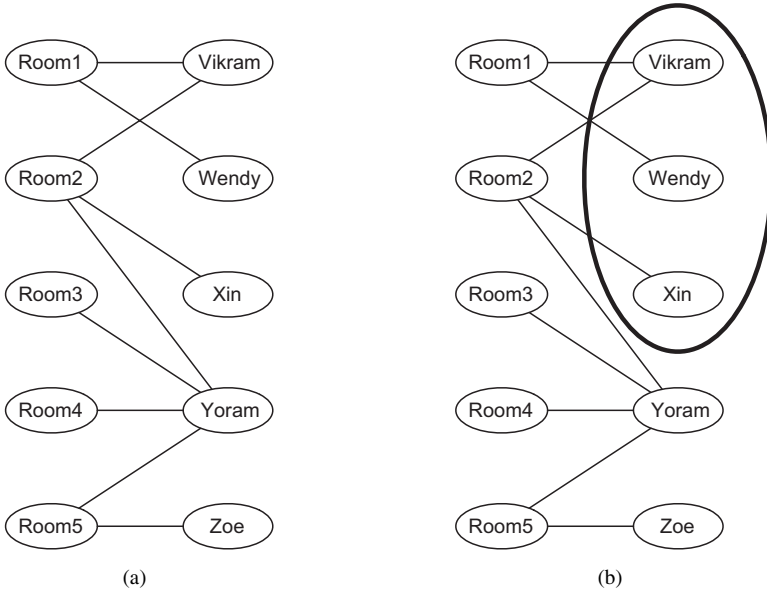 Room1 Vikram Room1 Vikram
Room2 Wendy Room2 Wendy
Room3 Xin Room3 Xin
Room4 Yoram Room4 Yoram
Room5 Zoe Room5 Zoe
(a) (b)